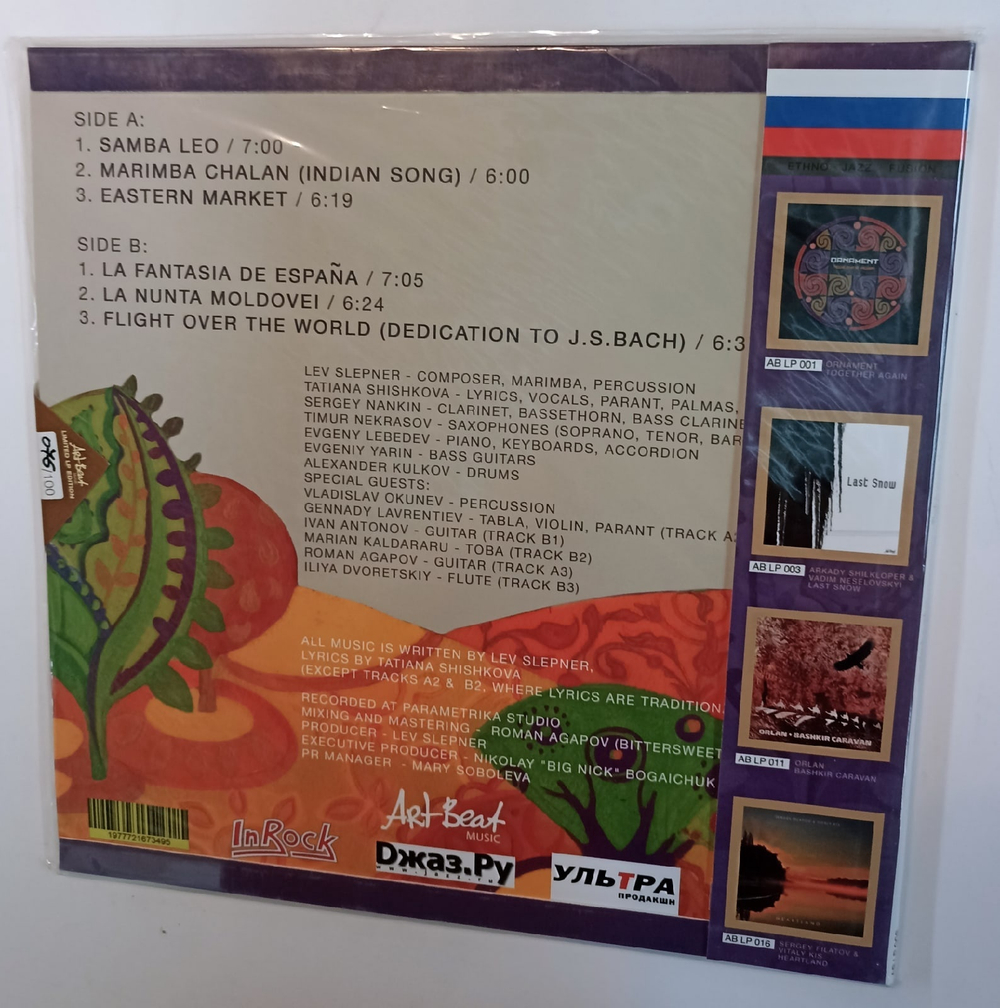 SIDE A:
1. SAMBA LEO / 7:00
2. MARIMBA CHALAN (INDIAN SONG) / 6:00
3. EASTERN MARKET / 6:19
SIDE B:
1. LA FANTASIA DE ESPAÑA / 7:05
2. LA NUNTA MOLDOVEI / 6:24
3. FLIGHT OVER THE WORLD (DEDICATION TO J.S.BACH) / 6:3
LEV SLEPNER - COMPOSER, MARIMBA, PERCUSSION
TATIANA SHISHKOVA - LYRICS, VOCALS, PARANT, PALMAS,
SERGEY NANKIN - CLARINET, BASSETHORN, BASS CLARINE
TIMUR NEKRASOV - SAXOPHONES (SOPRANO, TENOR, BAR
EVGENY LEBEDEV - PIANO, KEYBOARDS, ACCORDION
EVGENIY YARIN - BASS GUITARS
ALEXANDER KULKOV - DRUMS
SPECIAL GUESTS:
VLADISLAV OKUNEV - PERCUSSION
GENNADY LAVRENTIEV - TABLA, VIOLIN, PARANT (TRACK A2
IVAN ANTONOV - GUITAR (TRACK B1)
MARIAN KALDARARU - TOBA (TRACK B2)
ROMAN AGAPOV - GUITAR (TRACK A3)
ILIYA DVORETSKIY - FLUTE (TRACK B3)
ALL MUSIC IS WRITTEN BY LEV SLEPNER,
LYRICS BY TATIANA SHISHKOVA
(EXCEPT TRACKS A2 & B2, WHERE LYRICS ARE TRADITION
RECORDED AT PARAMETRIKA STUDIO
MIXING AND MASTERING - ROMAN AGAPOV (BITTERSWEET
PRODUCER - LEV SLEPNER
EXECUTIVE PRODUCER - NIKOLAY "BIG NICK" BOGAICHUK
PR MANAGER - MARY SOBOLEVA
Art Beat
LIMITED LP EDITION
076/100
1977721673495
InRock
Art Beat
MUSIC
Dжаз.Ру
УЛЬТРА
ПРОДАКШН
ETHNO JAZZ FUSION
ORNAMENT
AB LP 001
ORNAMENT
TOGETHER AGAIN
Last Snow
AB LP 003
ARKADY SHILKLOPER &
VADIM NESELOVSKYI
LAST SNOW
ORLAN • BASHKIR CARAVAN
AB LP 011
ORLAN
BASHKIR CARAVAN
HEARTLAND
AB LP 016
SERGEY FILATOV &
VITALY KIS
HEARTLAND